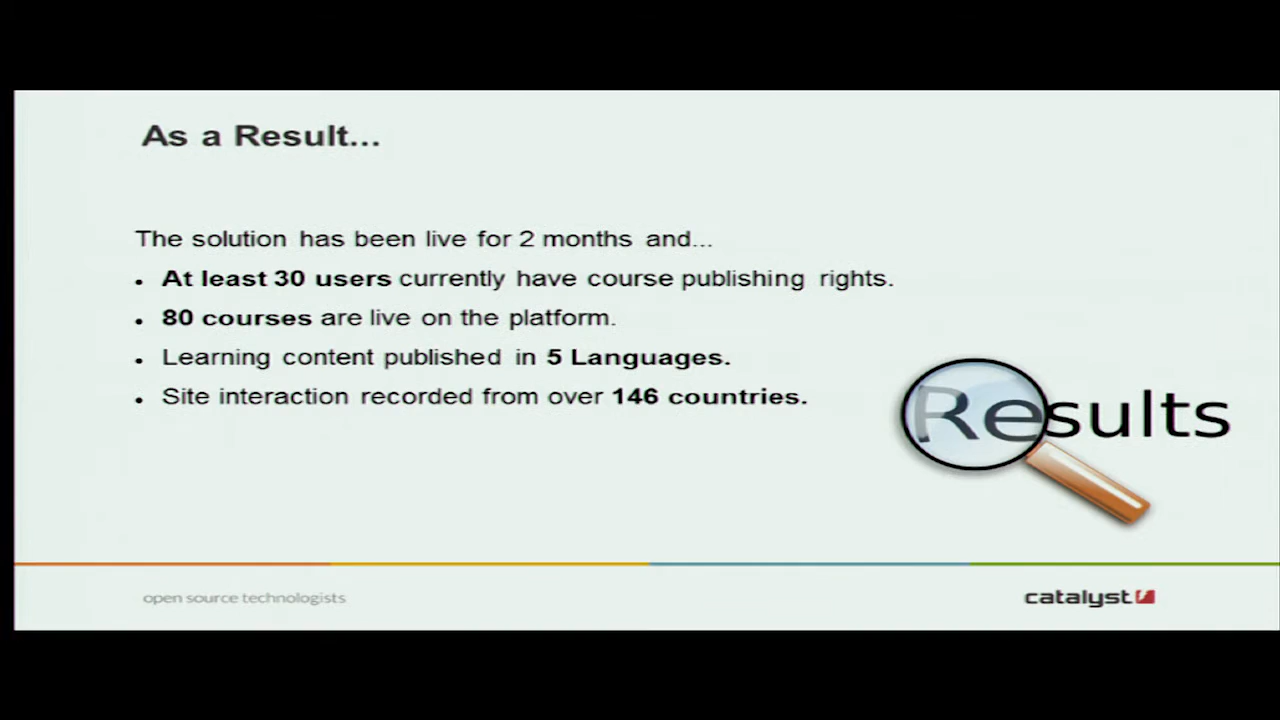 As a Result...
The solution has been live for 2 months and...
• At least 30 users currently have course publishing rights.
• 80 courses are live on the platform.
• Learning content published in 5 Languages.
• Site interaction recorded from over 146 countries.
Results
open source technologists
catalyst